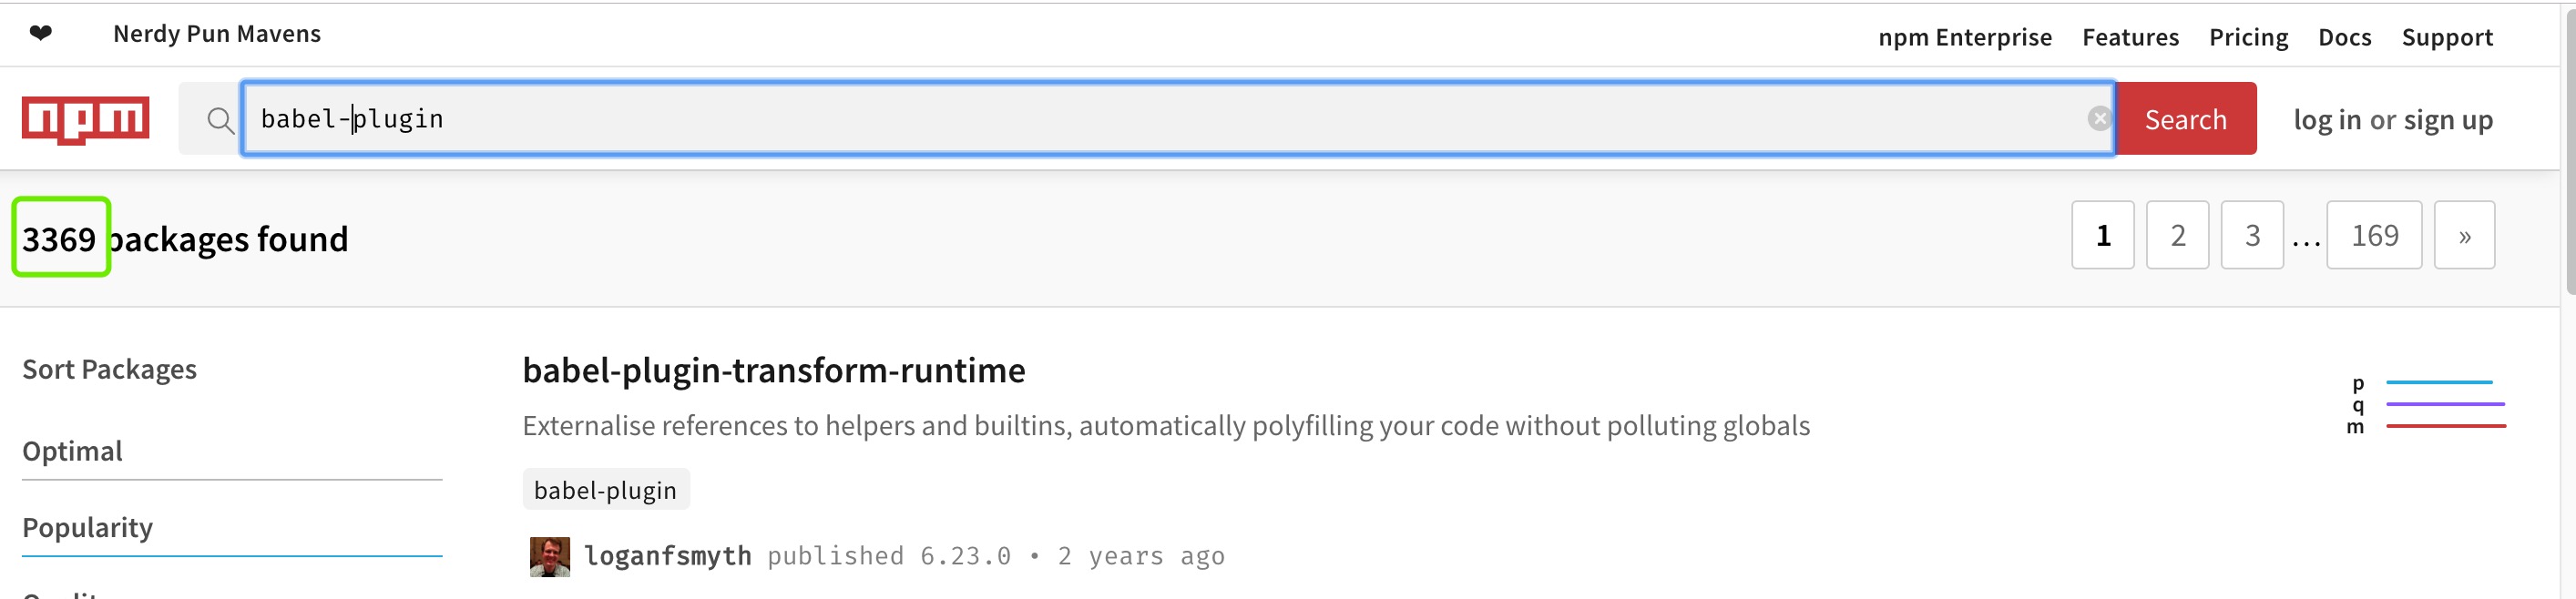 ❤ Nerdy Pun Mavens npm Enterprise Features Pricing Docs Support
npm babel-plugin Search log in or sign up
3369 packages found 1 2 3 ... 169 »
Sort Packages
Optimal
Popularity
babel-plugin-transform-runtime
Externalise references to helpers and builtins, automatically polyfilling your code without polluting globals
babel-plugin
loganfsmyth published 6.23.0 • 2 years ago
p
q
m